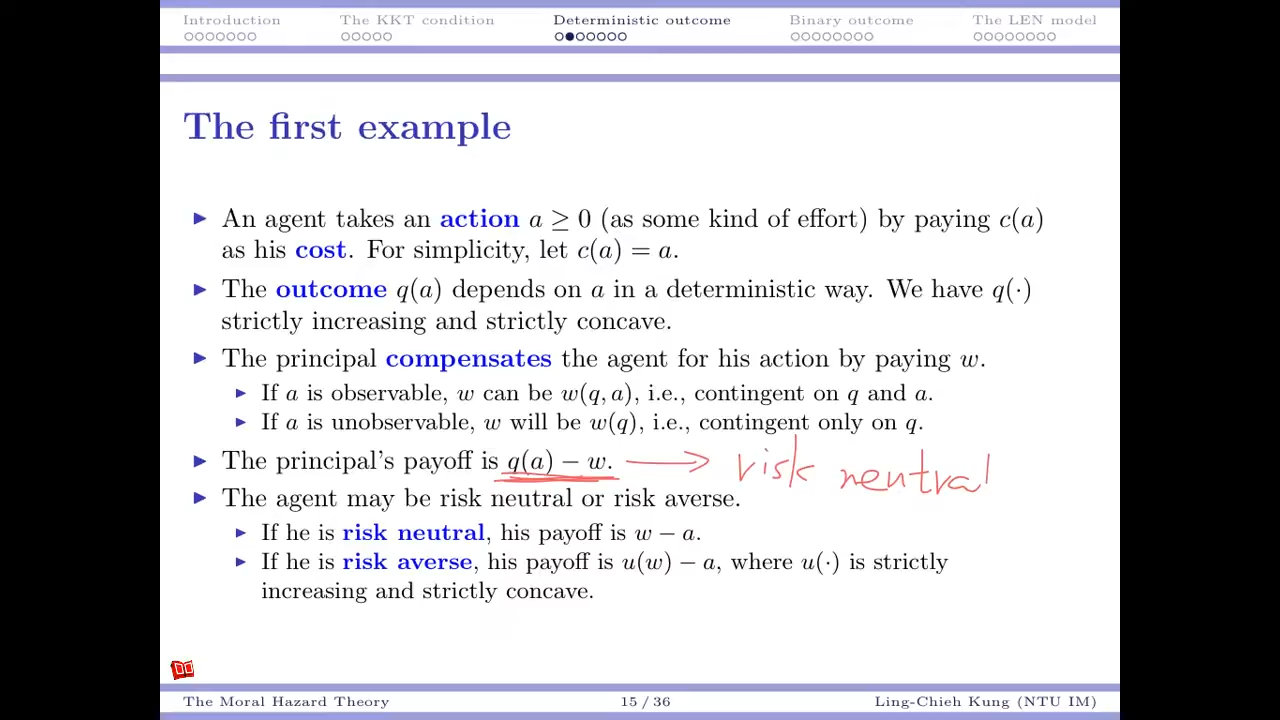 Introduction The KKT condition Deterministic outcome Binary outcome The LEN model
The first example
An agent takes an action a ≥ 0 (as some kind of effort) by paying c(a)
as his cost. For simplicity, let c(a) = a.
The outcome q(a) depends on a in a deterministic way. We have q(·)
strictly increasing and strictly concave.
The principal compensates the agent for his action by paying w.
If a is observable, w can be w(q, a), i.e., contingent on q and a.
If a is unobservable, w will be w(q), i.e., contingent only on q.
The principal's payoff is q(a) − w. → risk neutral
The agent may be risk neutral or risk averse.
If he is risk neutral, his payoff is w − a.
If he is risk averse, his payoff is u(w) − a, where u(·) is strictly
increasing and strictly concave.
The Moral Hazard Theory 15 / 36 Ling-Chieh Kung (NTU IM)